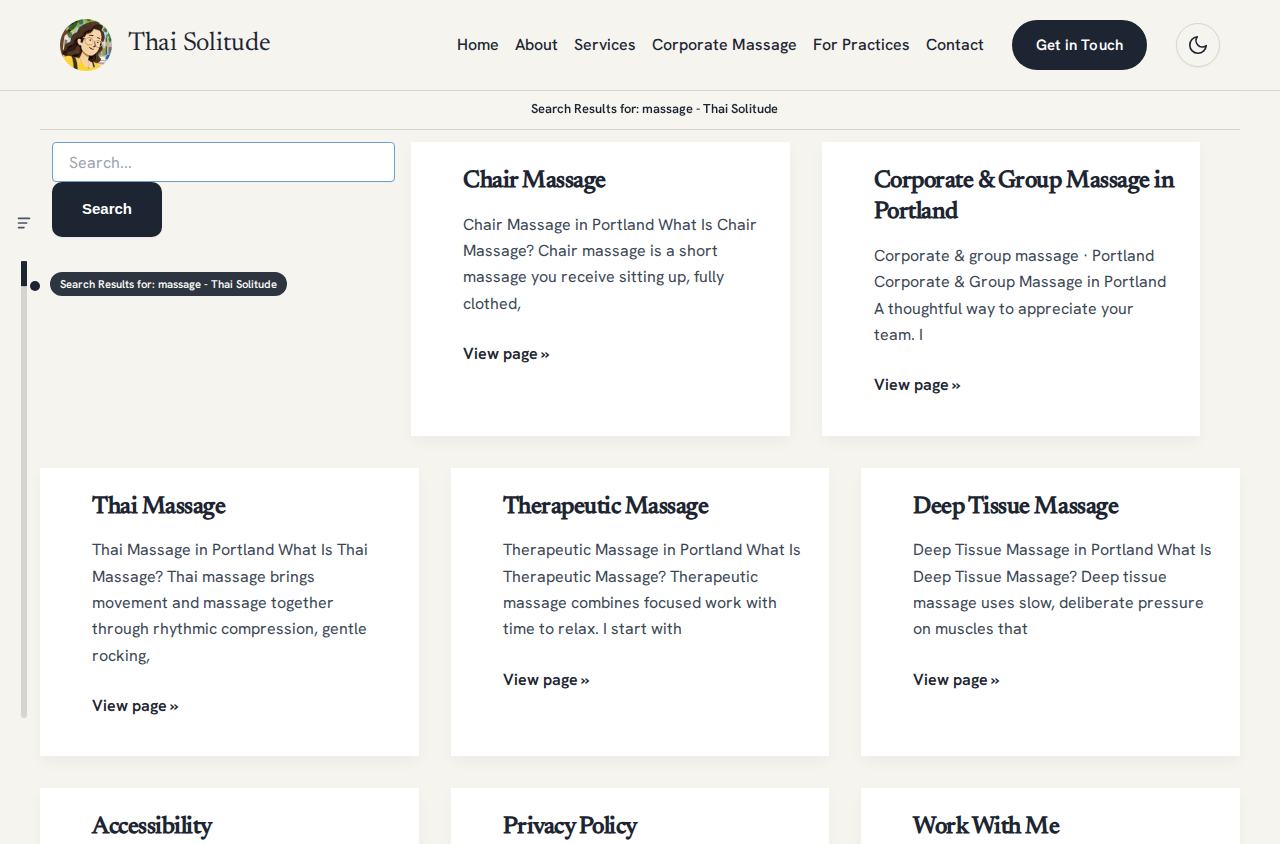 Thai Solitude
Home About Services Corporate Massage For Practices Contact Get in Touch
Search Results for: massage - Thai Solitude
Search...
Search
Search Results for: massage - Thai Solitude
Chair Massage
Chair Massage in Portland What Is Chair
Massage? Chair massage is a short
massage you receive sitting up, fully
clothed,
View page »
Corporate & Group Massage in
Portland
Corporate & group massage · Portland
Corporate & Group Massage in Portland
A thoughtful way to appreciate your
team. I
View page »
Thai Massage
Thai Massage in Portland What Is Thai
Massage? Thai massage brings
movement and massage together
through rhythmic compression, gentle
rocking,
View page »
Therapeutic Massage
Therapeutic Massage in Portland What Is
Therapeutic Massage? Therapeutic
massage combines focused work with
time to relax. I start with
View page »
Deep Tissue Massage
Deep Tissue Massage in Portland What Is
Deep Tissue Massage? Deep tissue
massage uses slow, deliberate pressure
on muscles that
View page »
Accessibility
Privacy Policy
Work With Me